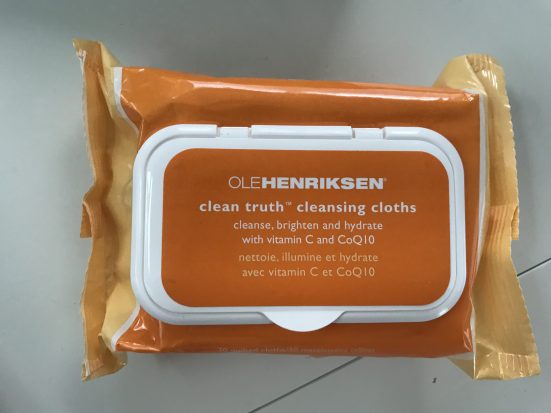 OLEHENRIKSEN®
clean truth™ cleansing cloths
cleanse, brighten and hydrate
with vitamin C and CoQ10
nettoie, illumine et hydrate
avec vitamin C et CoQ10